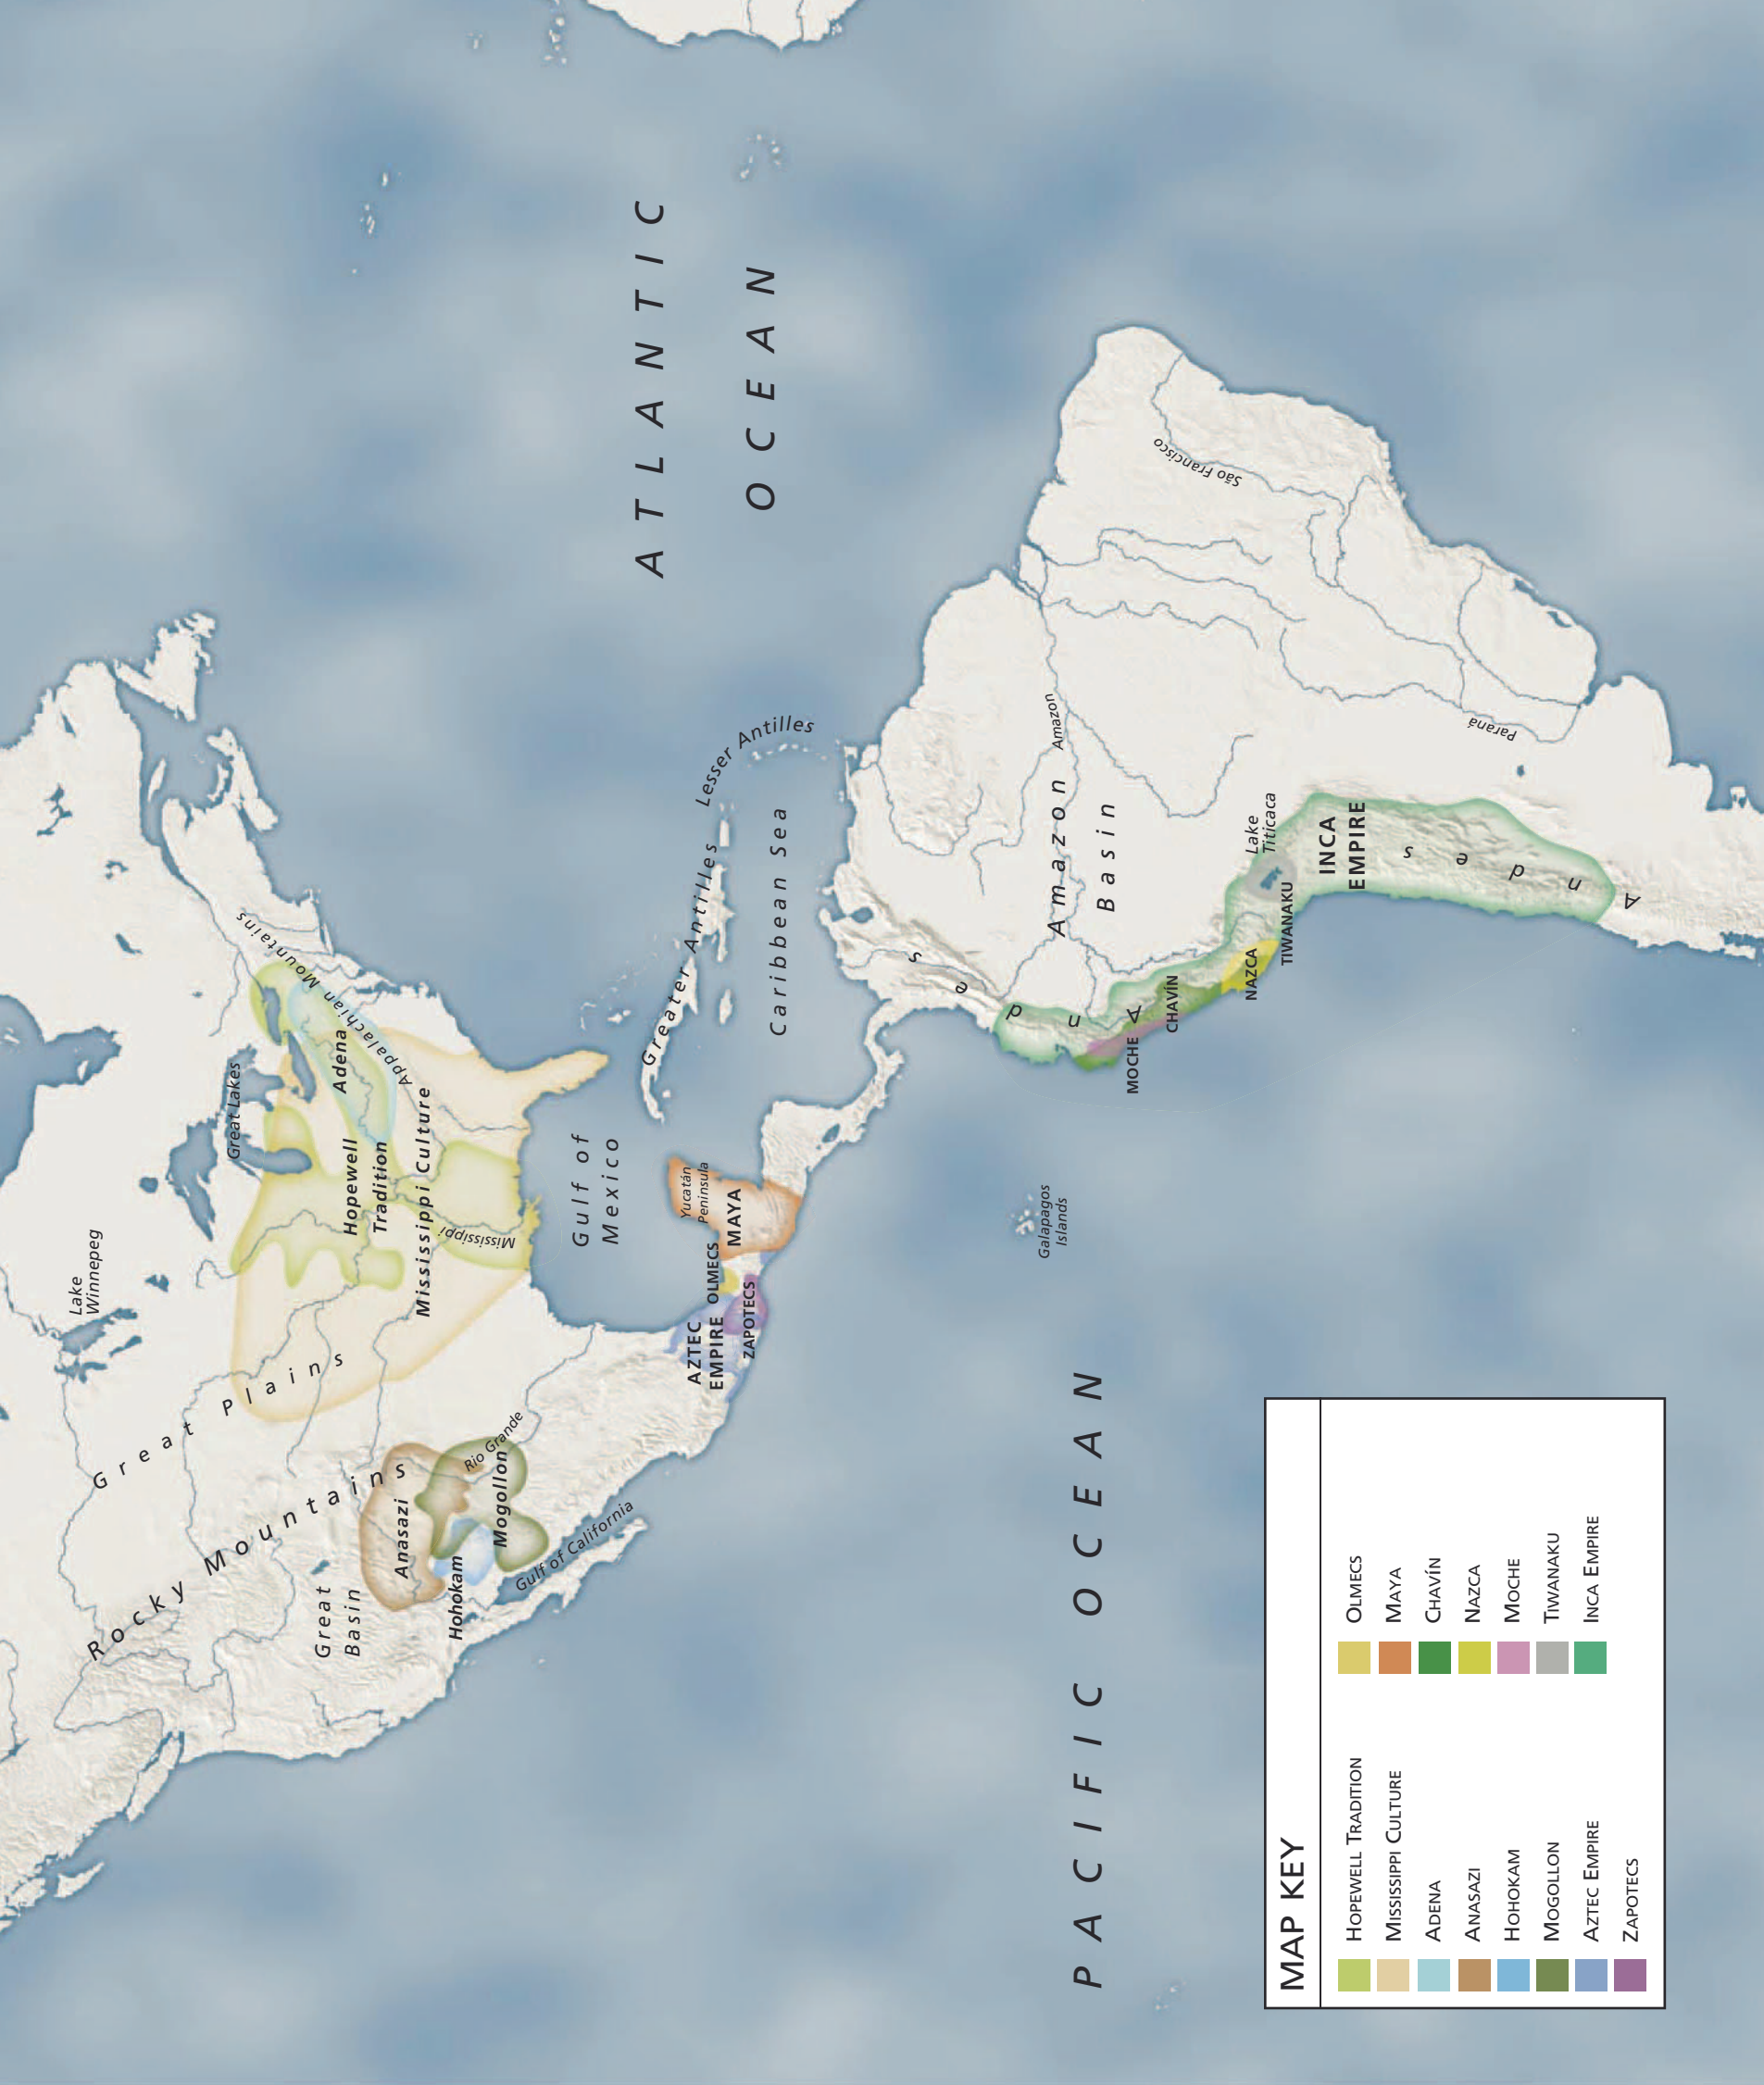 ATLANTIC
OCEAN
PACIFIC OCEAN
Lake
Winnepeg
Great Plains
Rocky Mountains
Great
Basin
Great Lakes
Appalachian Mountains
Adena
Hopewell
Tradition
Mississippi Culture
Mississippi
Anasazi
Hohokam
Mogollon
Rio Grande
Gulf of California
Gulf of
Mexico
Greater Antilles
Lesser Antilles
Caribbean Sea
Yucatán
Peninsula
MAYA
OLMECS
AZTEC
EMPIRE
ZAPOTECS
Galapagos
Islands
Amazon
Amazon
Basin
São Francisco
Paraná
Andes
MOCHE
CHAVÍN
NAZCA
TIWANAKU
Lake
Titicaca
INCA
EMPIRE
Andes
MAP KEY
HOPEWELL TRADITION
MISSISSIPPI CULTURE
ADENA
ANASAZI
HOHOKAM
MOGOLLON
AZTEC EMPIRE
ZAPOTECS
OLMECS
MAYA
CHAVÍN
NAZCA
MOCHE
TIWANAKU
INCA EMPIRE